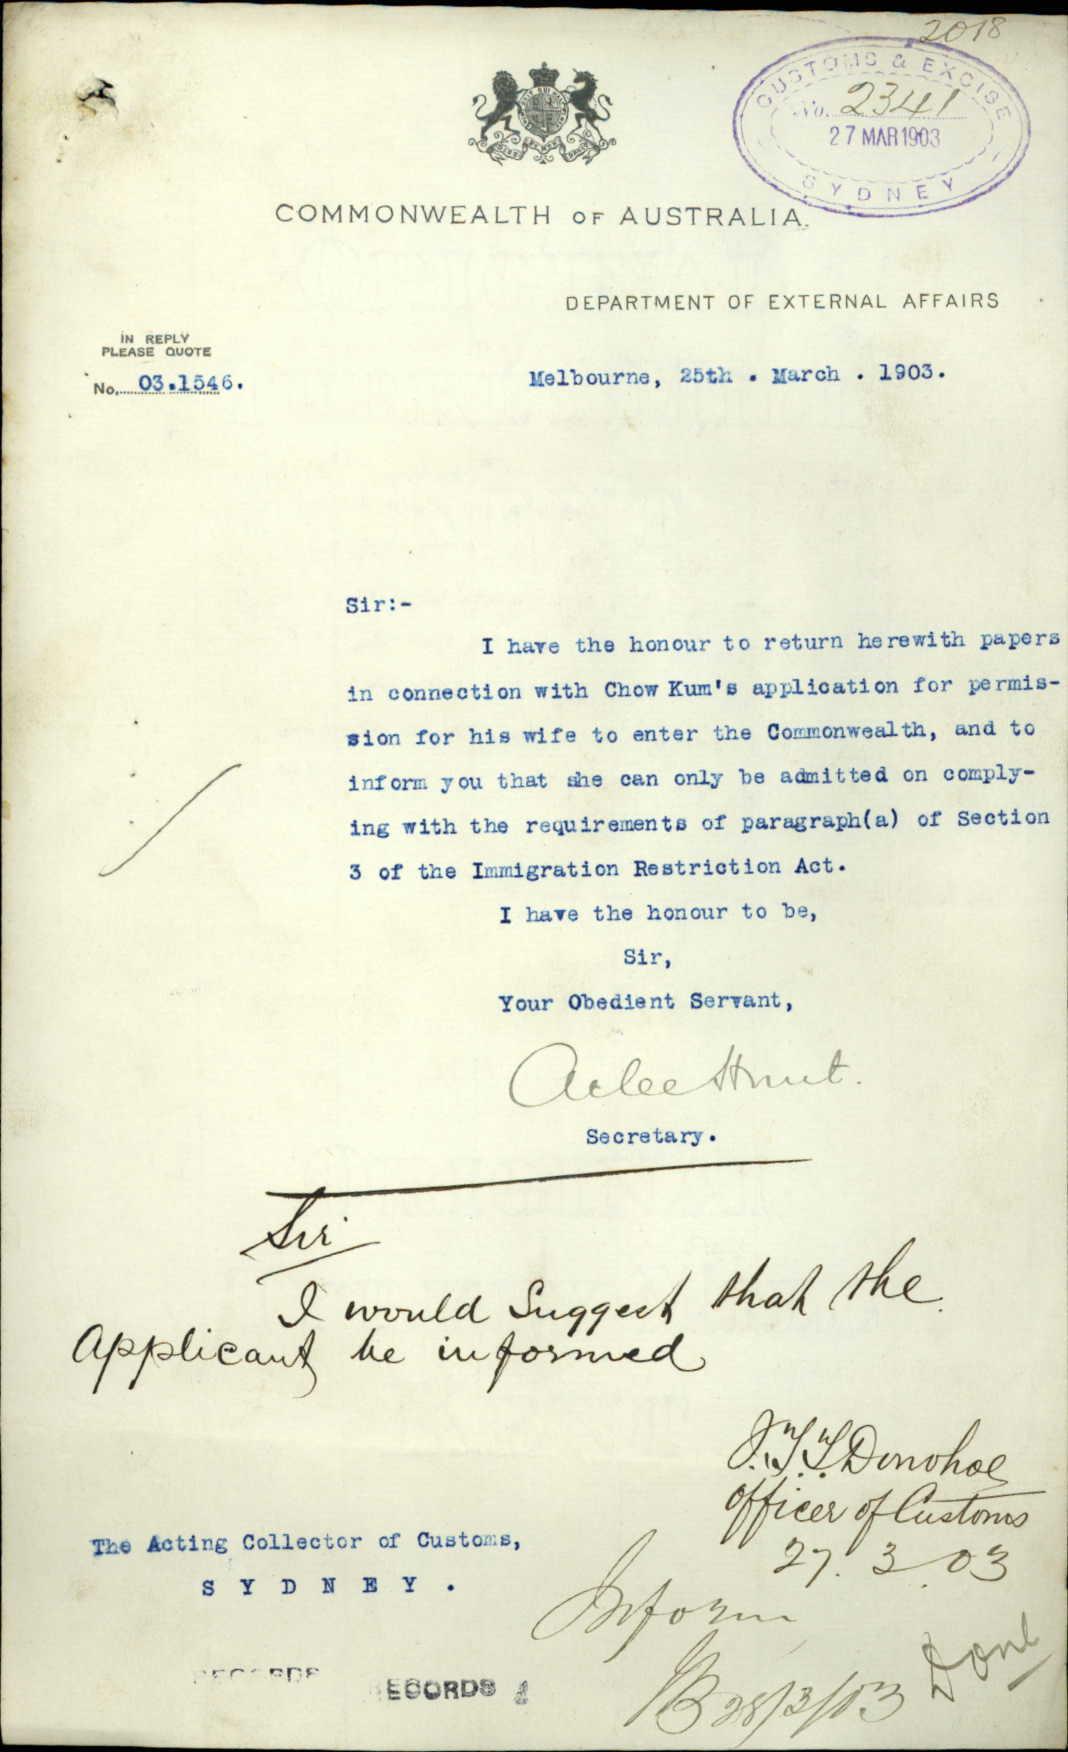 2018
CUSTOMS & EXCISE
No. 2341
27 MAR 1903
SYDNEY
COMMONWEALTH OF AUSTRALIA.
DEPARTMENT OF EXTERNAL AFFAIRS
IN REPLY
PLEASE QUOTE
No. 03.1546.
Melbourne, 25th . March . 1903.
Sir:-
I have the honour to return herewith papers
in connection with Chow Kum's application for permis-
sion for his wife to enter the Commonwealth, and to
inform you that she can only be admitted on comply-
ing with the requirements of paragraph(a) of Section
3 of the Immigration Restriction Act.
I have the honour to be,
Sir,
Your Obedient Servant,
Atlee Hunt.
Secretary.
Sir
I would Suggest that the
Applicant be informed
J.T.T. Donohoe
Officer of Customs
27.3.03
The Acting Collector of Customs,
SYDNEY.
Inform
28/3/03
Done
RECORDS
RECORDS